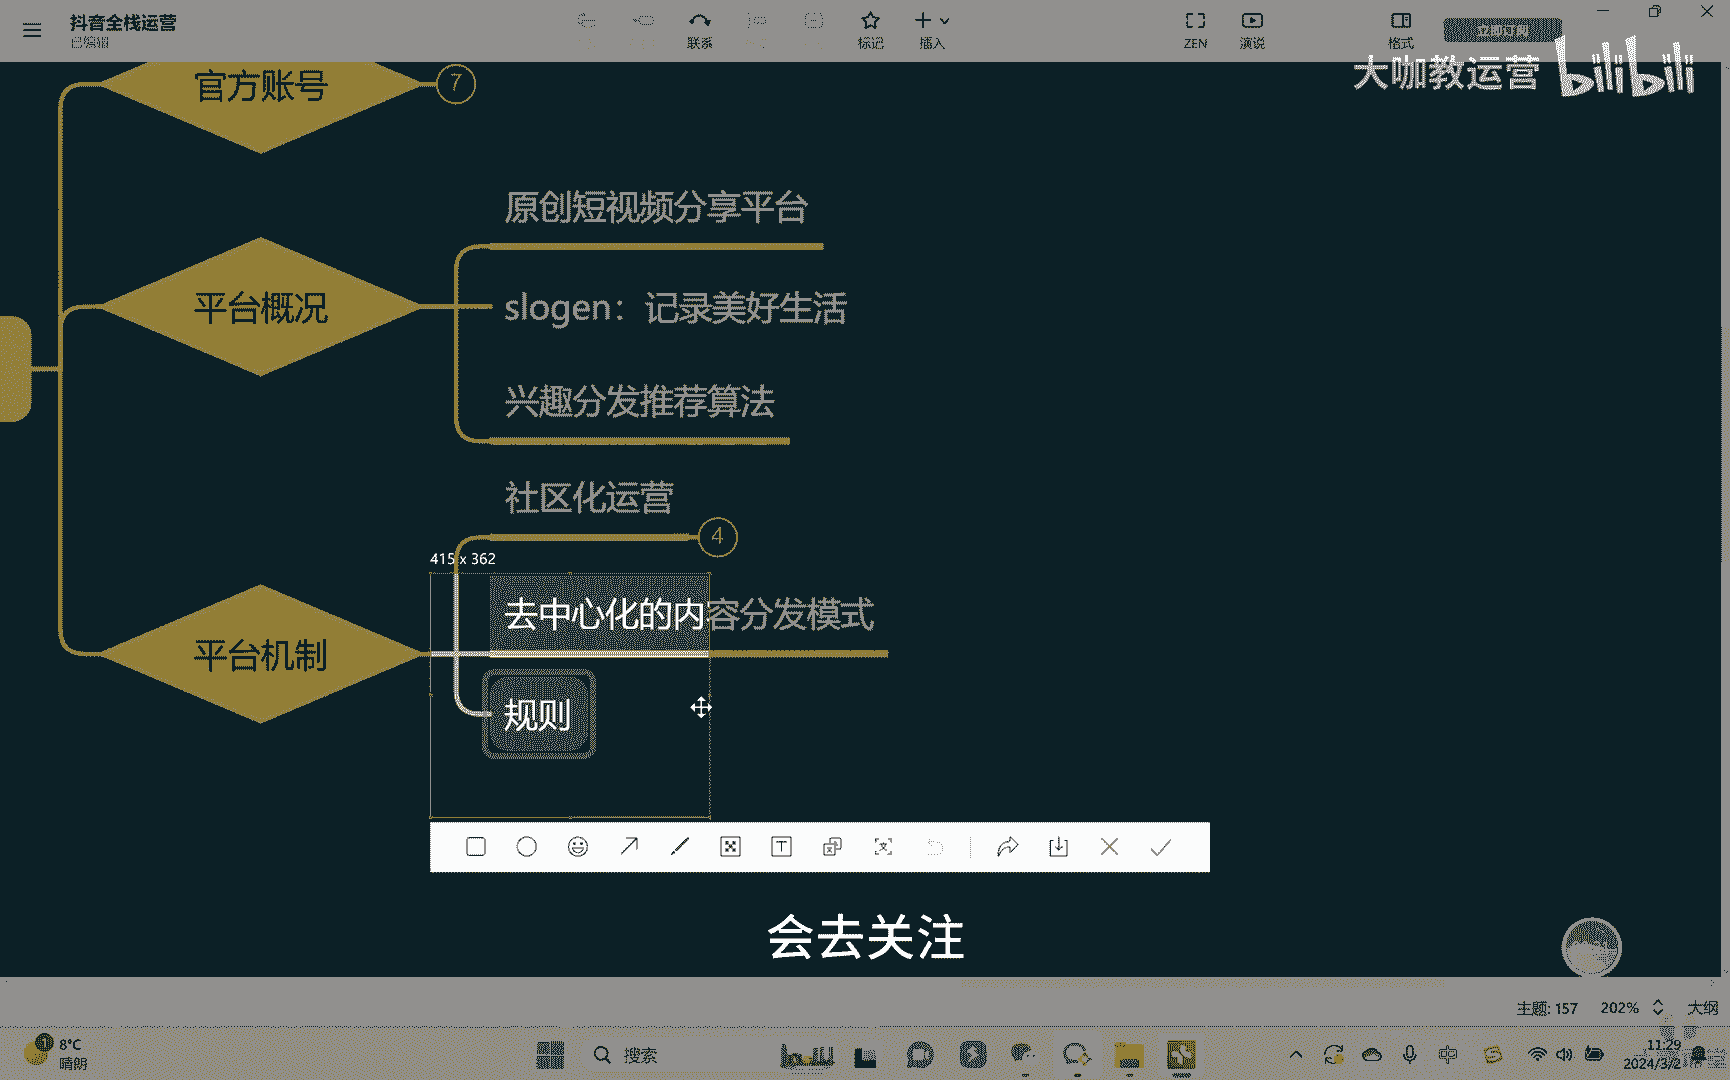 抖音全栈运营
已编辑
联系
标记
插入
ZEN
演说
格式
立即订阅
大咖教运营 bilibili
官方账号
7
原创短视频分享平台
平台概况
slogen：记录美好生活
兴趣分发推荐算法
社区化运营
4
415 x 362
去中心化的内容分发模式
平台机制
规则
会去关注
主题: 157
202%
大纲
1
8°C
晴朗
搜索
中
11:29
2024/3/2